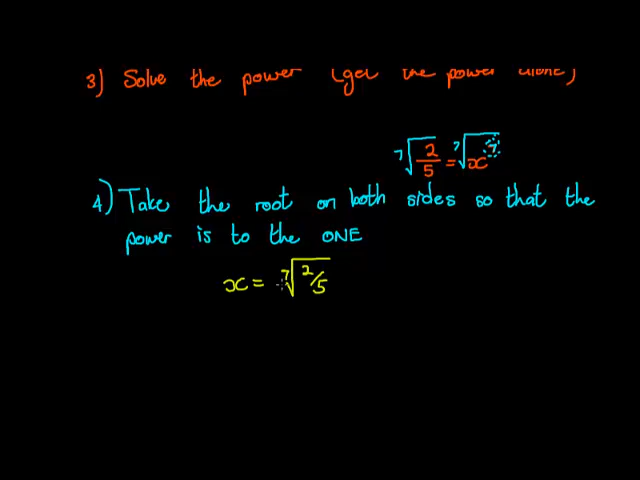 3) Solve the power (get the power alone)
⁷√(2/5) = ⁷√(x⁷)
4) Take the root on both sides so that the
power is to the ONE
x = ⁷√(2/5)